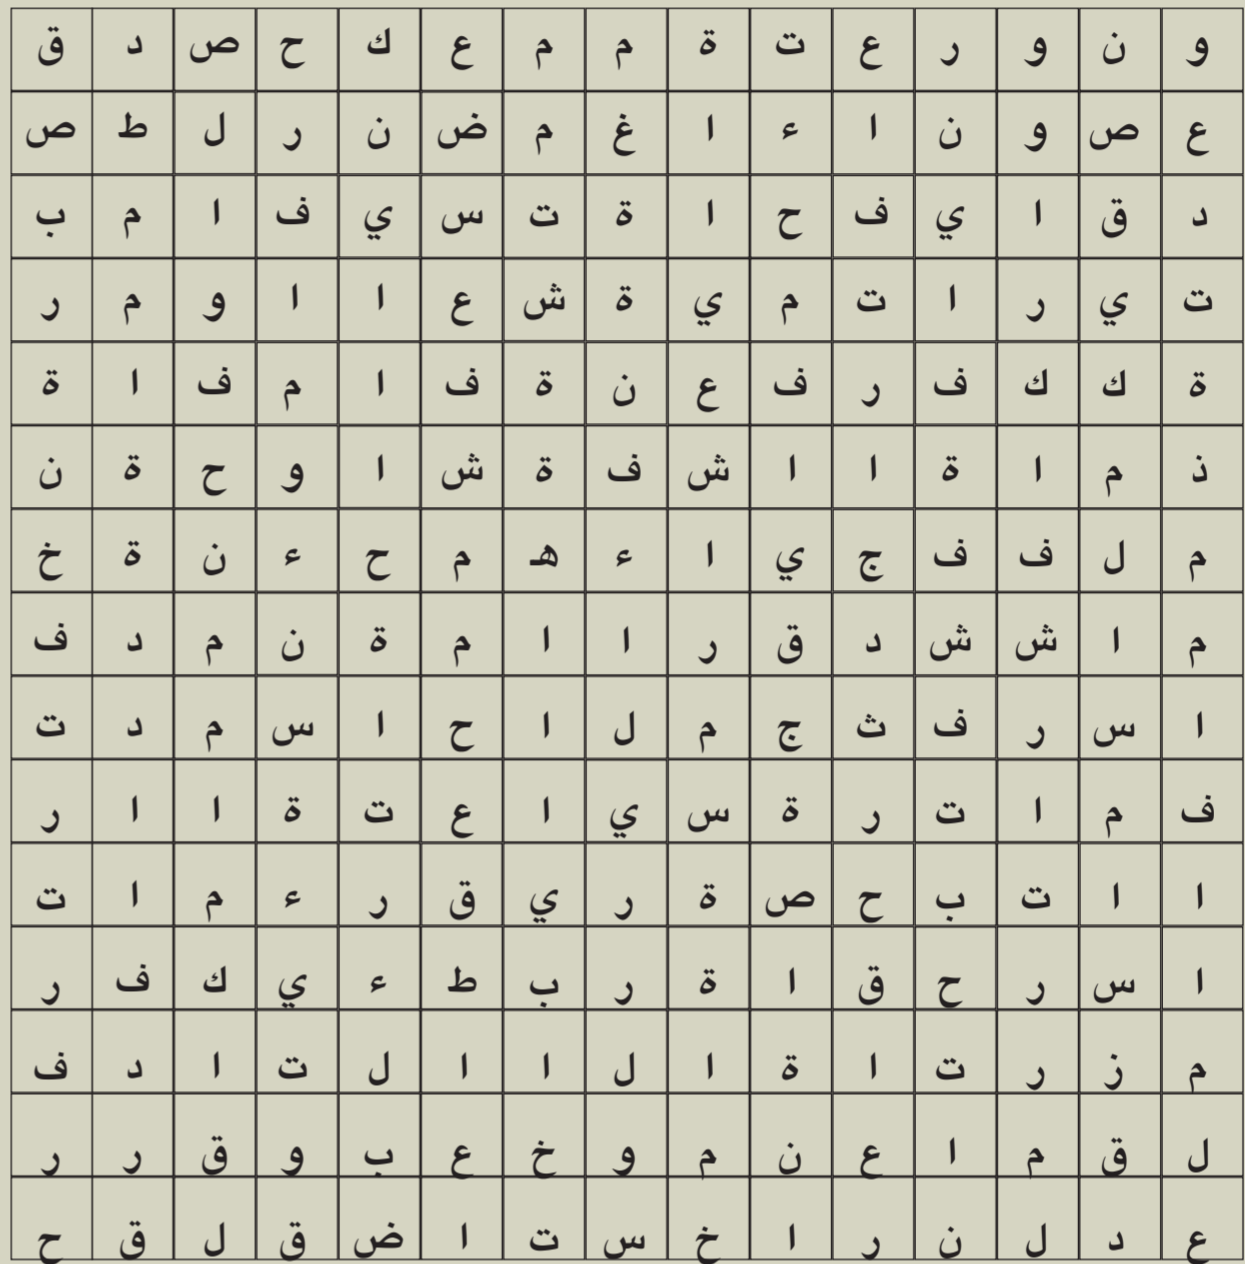 و ن و ر ع ت ة م م ع ك ح ص د ق
ع ص و ن ا ء ا غ م ض ن ر ل ط ص
د ق ا ي ف ح ا ة ت س ي ف ا م ب
ت ي ر ا ت م ي ة ش ع ا ا و م ر
ة ك ك ف ر ف ع ن ة ف ا م ف ا ة
ذ م ا ة ا ا ش ف ة ش ا و ح ة ن
م ل ف ف ج ي ا ء ه م ح ء ن ة خ
م ا ش ش د ق ر ا ا م ة ن م د ف
ا س ر ف ث ج م ل ا ح ا س م د ت
ف م ا ت ر ة س ي ا ع ت ة ا ا ر
ا ا ت ب ح ص ة ر ي ق ر ء م ا ت
ا س ر ح ق ا ة ر ب ط ء ي ك ف ر
م ز ر ت ا ة ا ل ا ا ل ت ا د ف
ل ق م ا ع ن م و خ ع ب و ق ر ر
ع د ل ن ر ا خ س ت ا ض ق ل ق ح